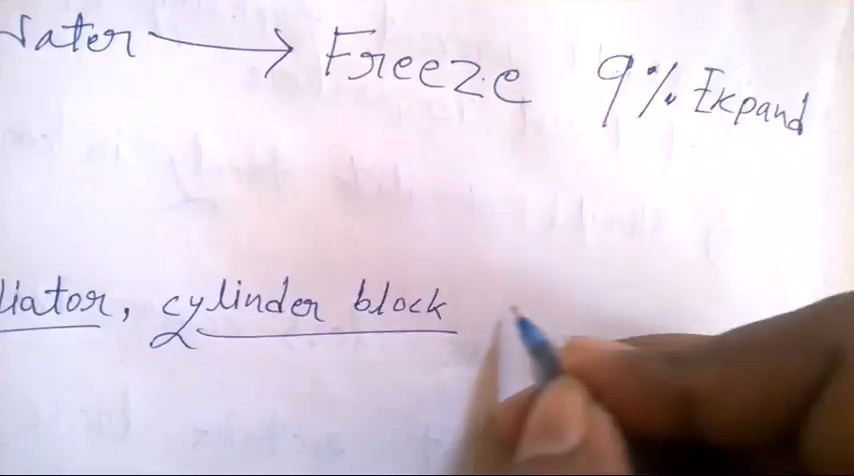 Water → Freeze 9% Expand
diator, cylinder block